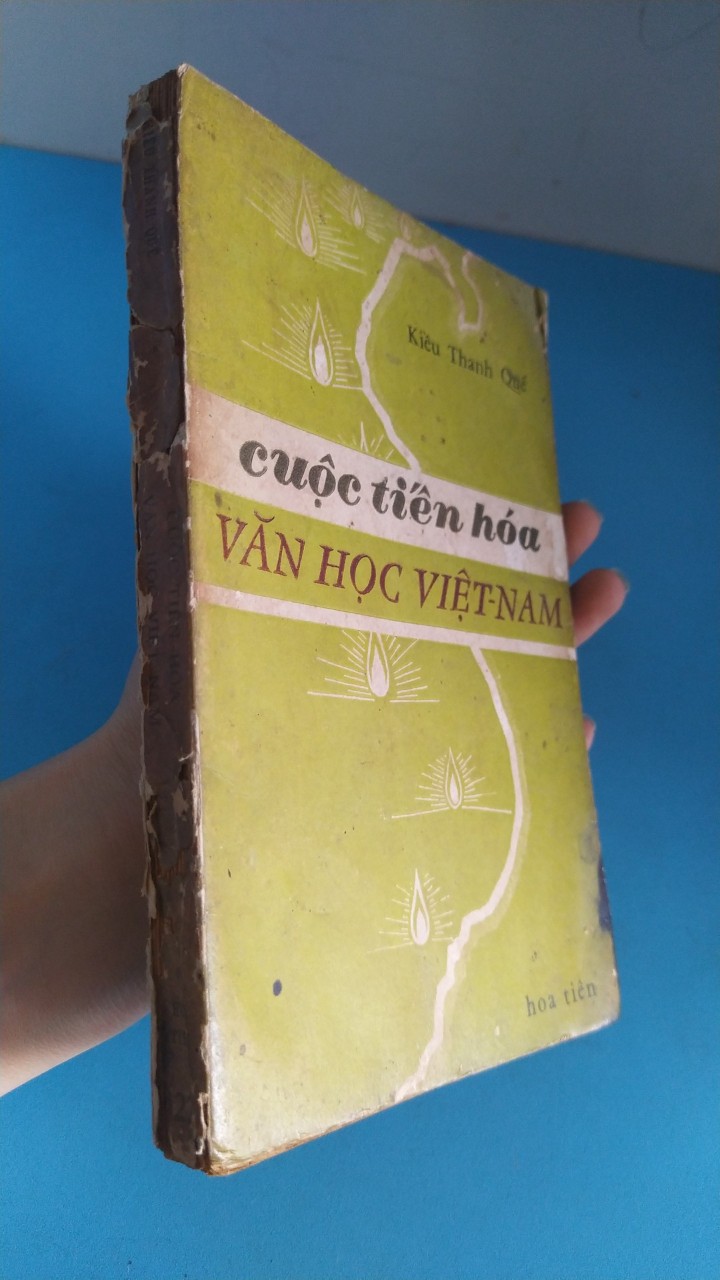 Kiều Thanh Quế
cuộc tiến hóa
VĂN HỌC VIỆT-NAM
hoa tiên